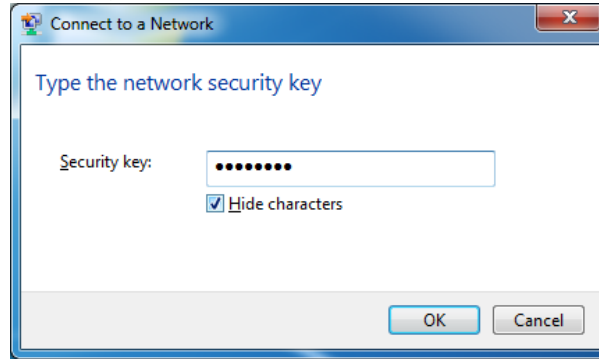 Connect to a Network
Type the network security key
Security key: ••••••••
Hide characters
OK Cancel